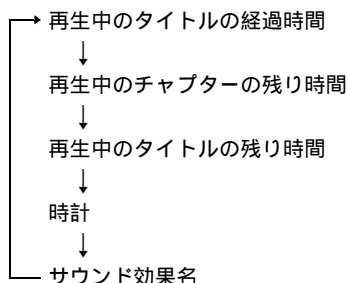 再生中のタイトルの経過時間
再生中のチャプターの残り時間
再生中のタイトルの残り時間
時計
サウンド効果名